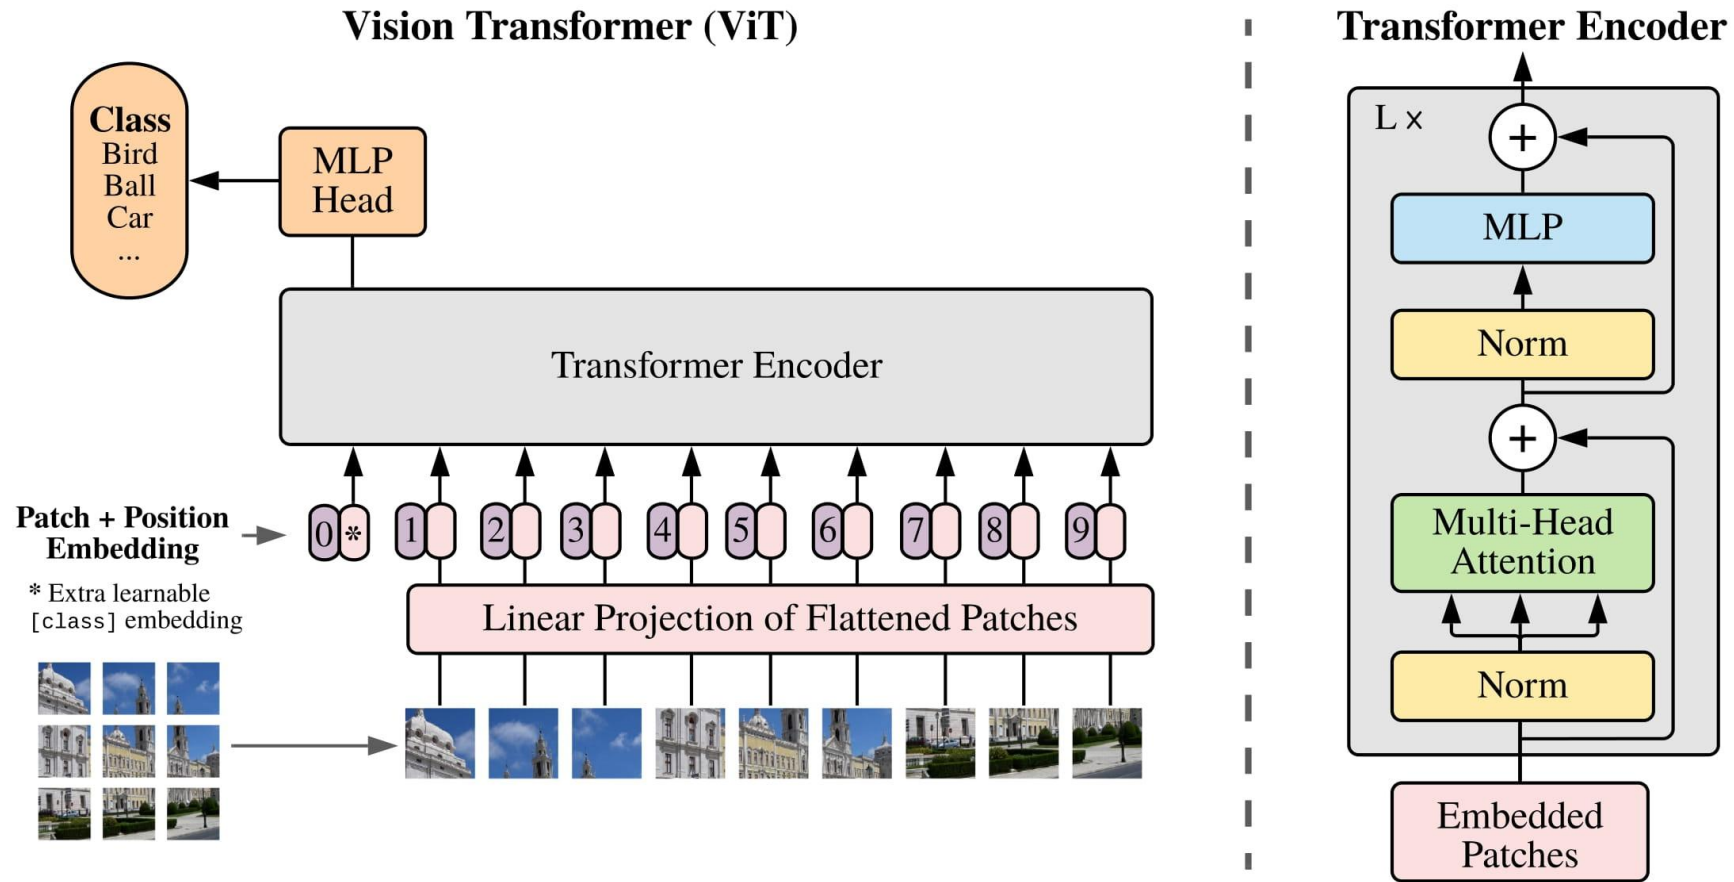 Vision Transformer (ViT)
Class
Bird
Ball
Car
...
MLP
Head
Transformer Encoder
Patch + Position
Embedding
0 * 1 2 3 4 5 6 7 8 9
* Extra learnable
[class] embedding
Linear Projection of Flattened Patches
Transformer Encoder
L x
+
MLP
Norm
+
Multi-Head
Attention
Norm
Embedded
Patches